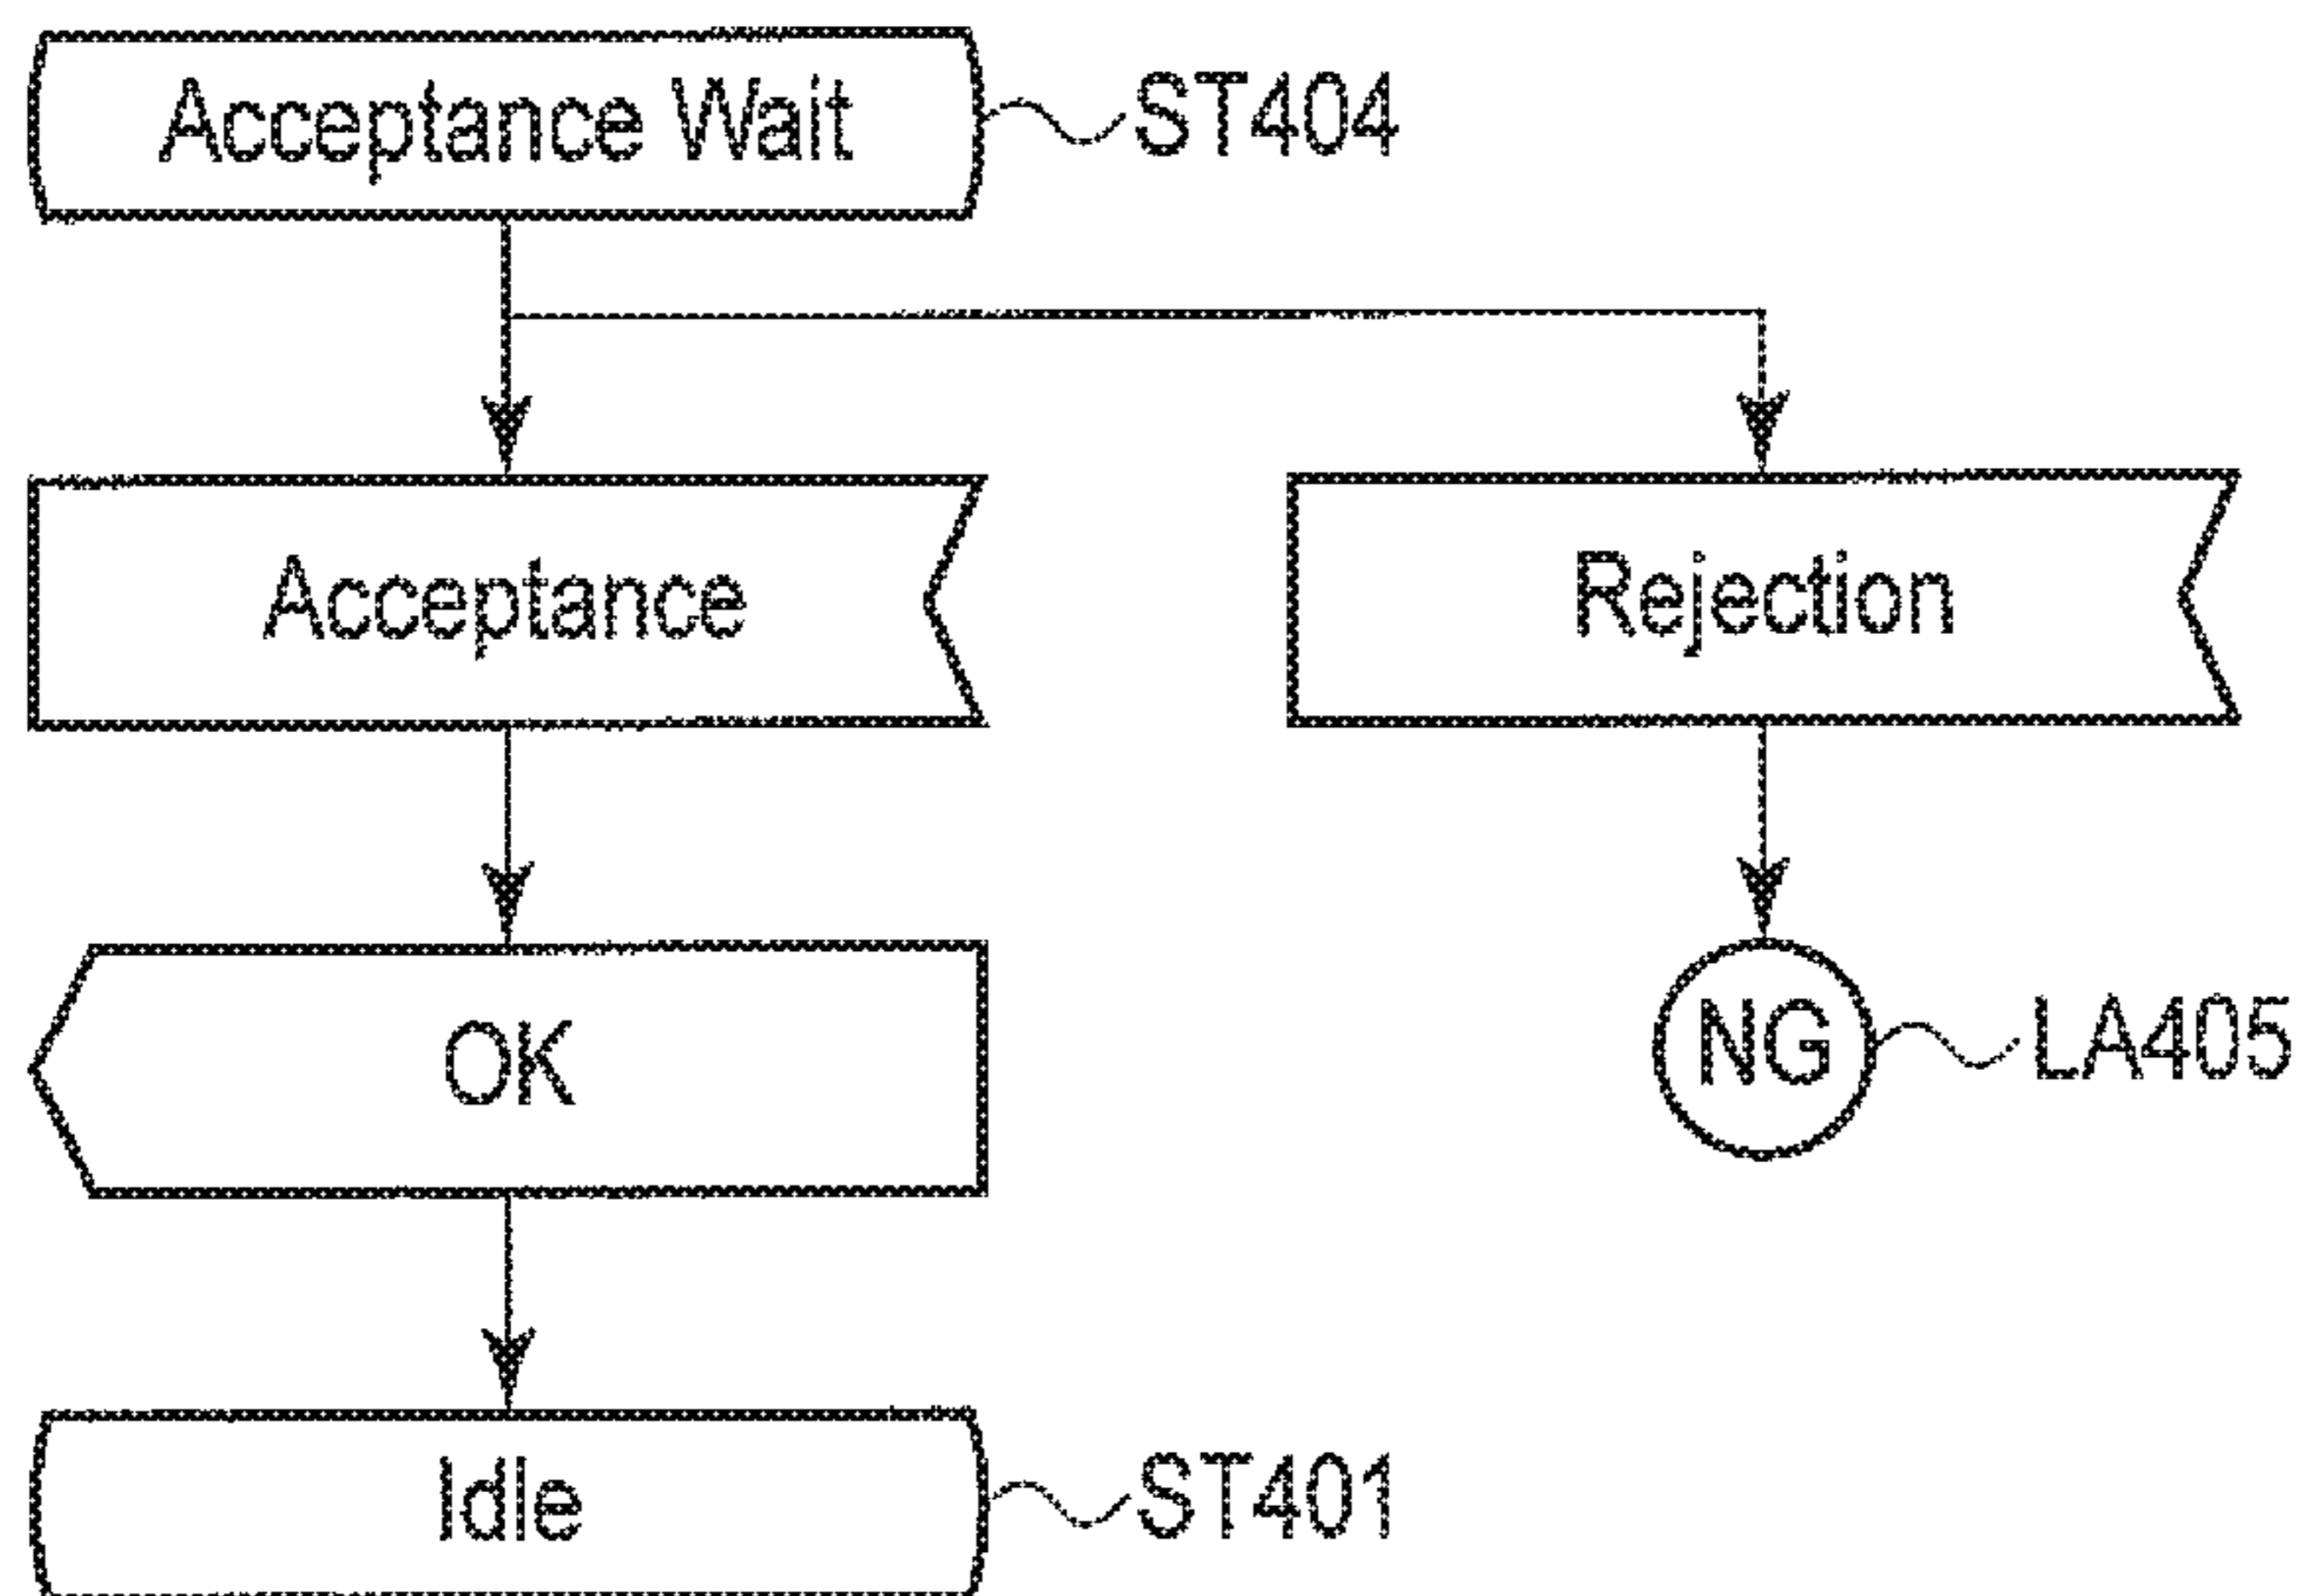 Acceptance Wait
ST404
Acceptance
Rejection
OK
NG
LA405
Idle
ST401